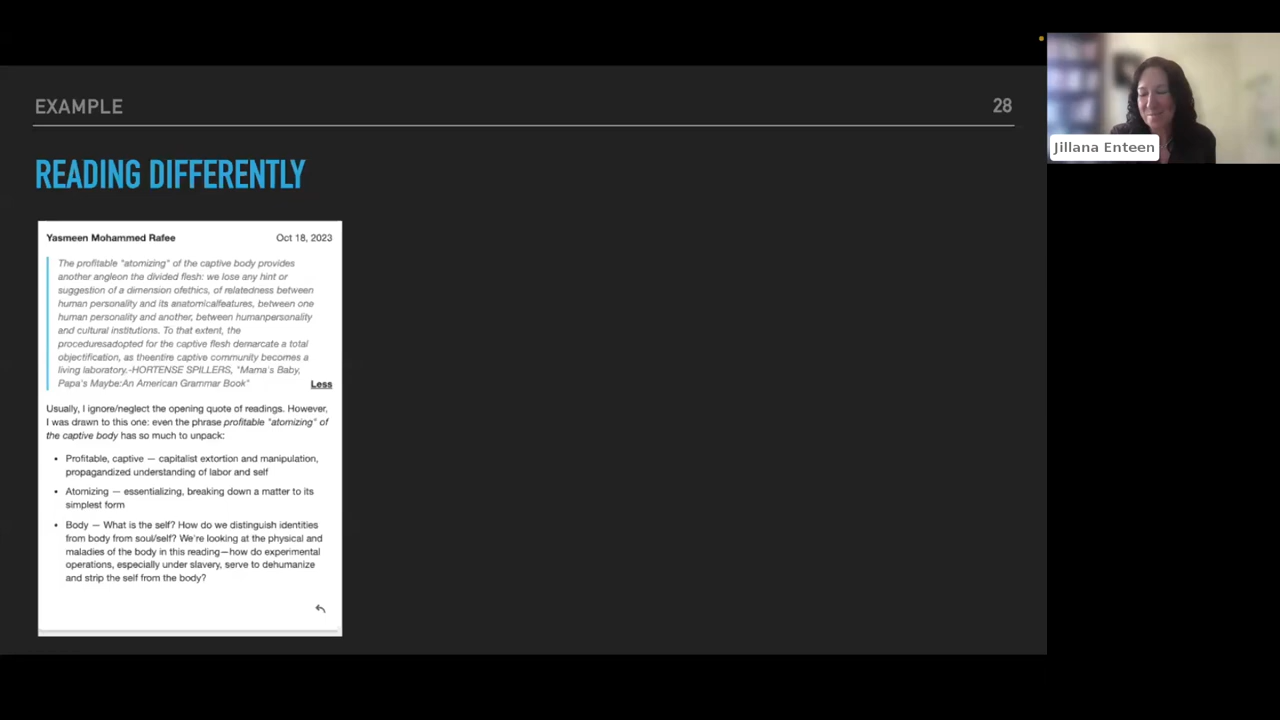 EXAMPLE
28
READING DIFFERENTLY
Yasmeen Mohammed Rafee
Oct 18, 2023
The profitable "atomizing" of the captive body provides
another angleon the divided flesh: we lose any hint or
suggestion of a dimension ofethics, of relatedness between
human personality and its anatomicalfeatures, between one
human personality and another, between humanpersonality
and cultural institutions. To that extent, the
proceduresadopted for the captive flesh demarcate a total
objectification, as theentire captive community becomes a
living laboratory.-HORTENSE SPILLERS, "Mama's Baby,
Papa's Maybe:An American Grammar Book"
Less
Usually, I ignore/neglect the opening quote of readings. However,
I was drawn to this one: even the phrase profitable "atomizing" of
the captive body has so much to unpack:
• Profitable, captive — capitalist extortion and manipulation,
propagandized understanding of labor and self
• Atomizing — essentializing, breaking down a matter to its
simplest form
• Body — What is the self? How do we distinguish identities
from body from soul/self? We're looking at the physical and
maladies of the body in this reading—how do experimental
operations, especially under slavery, serve to dehumanize
and strip the self from the body?
Jillana Enteen